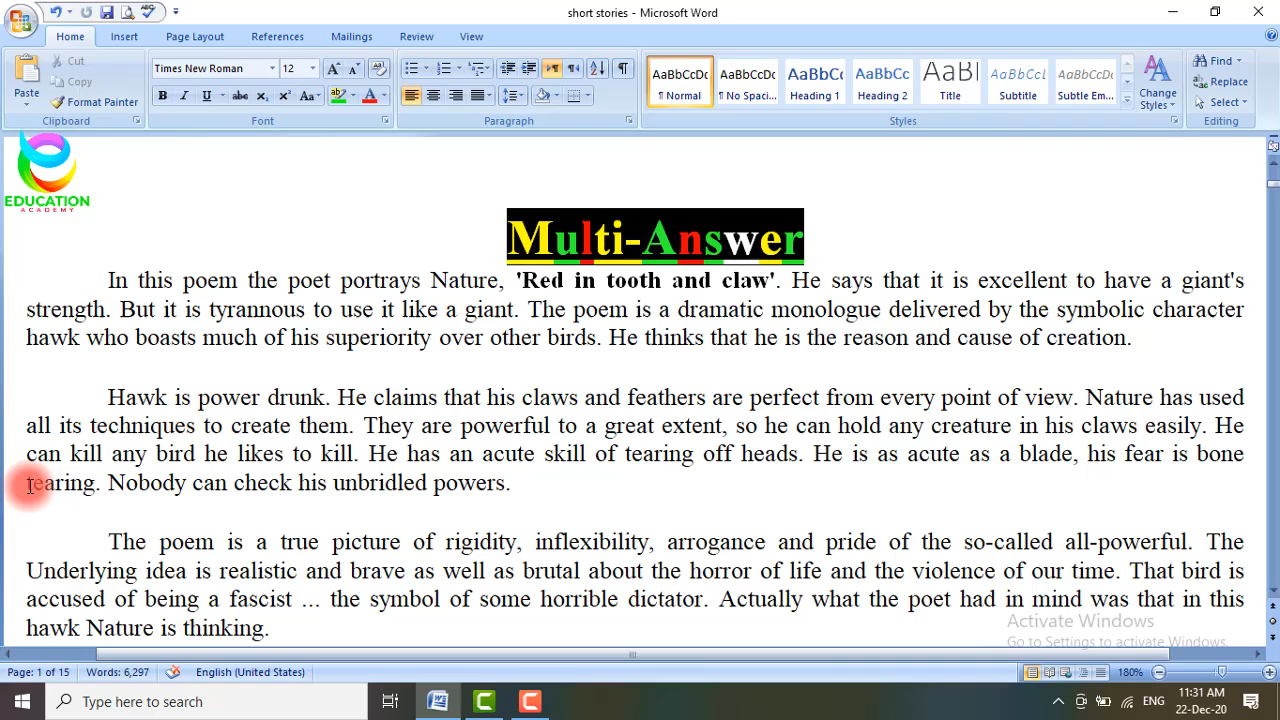 short stories - Microsoft Word
Home Insert Page Layout References Mailings Review View
Paste
Cut
Copy
Format Painter
Times New Roman 12
AaBbCcDc AaBbCcDc AaBbCc AaBbCc AaBl AaBbCcL AaBbCcDc
¶ Normal ¶ No Spaci... Heading 1 Heading 2 Title Subtitle Subtle Em...
Change Styles
Find
Replace
Select
Clipboard Font Paragraph Styles Editing
EDUCATION
ACADEMY
Multi-Answer
In this poem the poet portrays Nature, 'Red in tooth and claw'. He says that it is excellent to have a giant's
strength. But it is tyrannous to use it like a giant. The poem is a dramatic monologue delivered by the symbolic character
hawk who boasts much of his superiority over other birds. He thinks that he is the reason and cause of creation.
Hawk is power drunk. He claims that his claws and feathers are perfect from every point of view. Nature has used
all its techniques to create them. They are powerful to a great extent, so he can hold any creature in his claws easily. He
can kill any bird he likes to kill. He has an acute skill of tearing off heads. He is as acute as a blade, his fear is bone
tearing. Nobody can check his unbridled powers.
The poem is a true picture of rigidity, inflexibility, arrogance and pride of the so-called all-powerful. The
Underlying idea is realistic and brave as well as brutal about the horror of life and the violence of our time. That bird is
accused of being a fascist ... the symbol of some horrible dictator. Actually what the poet had in mind was that in this
hawk Nature is thinking.
Activate Windows
Go to Settings to activate Windows.
Page: 1 of 15 Words: 6,297 English (United States) 180%
Type here to search
ENG
11:31 AM
22-Dec-20